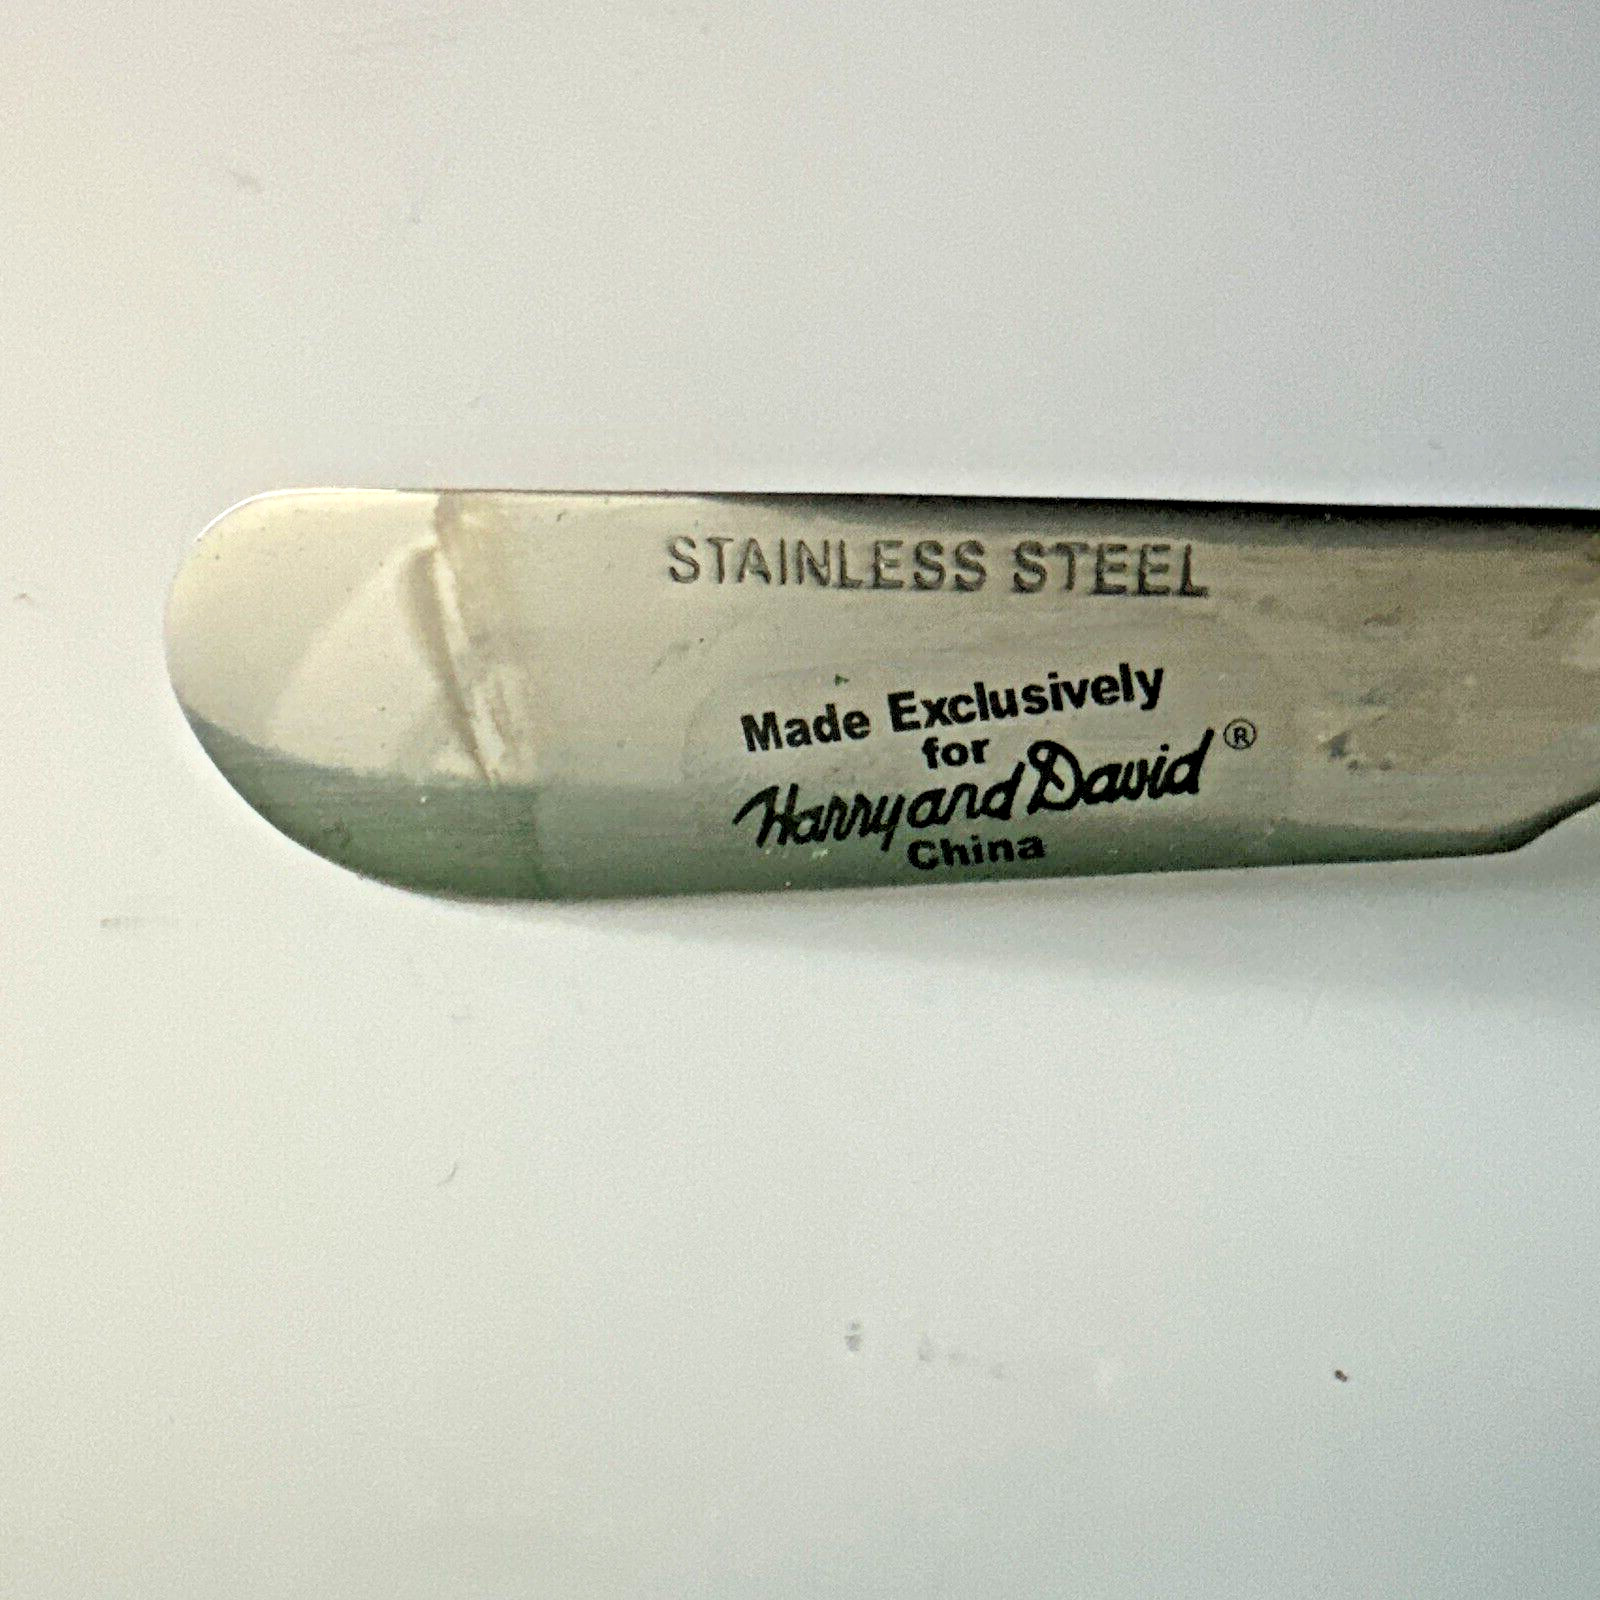 STAINLESS STEEL
Made Exclusively
for
Harry and David ®
China